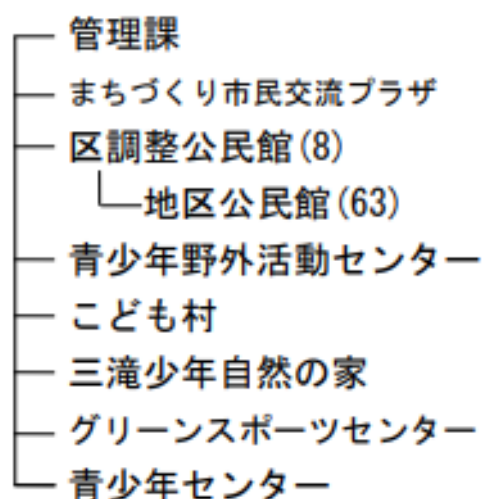 管理課
まちづくり市民交流プラザ
区調整公民館(8)
地区公民館(63)
青少年野外活動センター
こども村
三滝少年自然の家
グリーンスポーツセンター
青少年センター